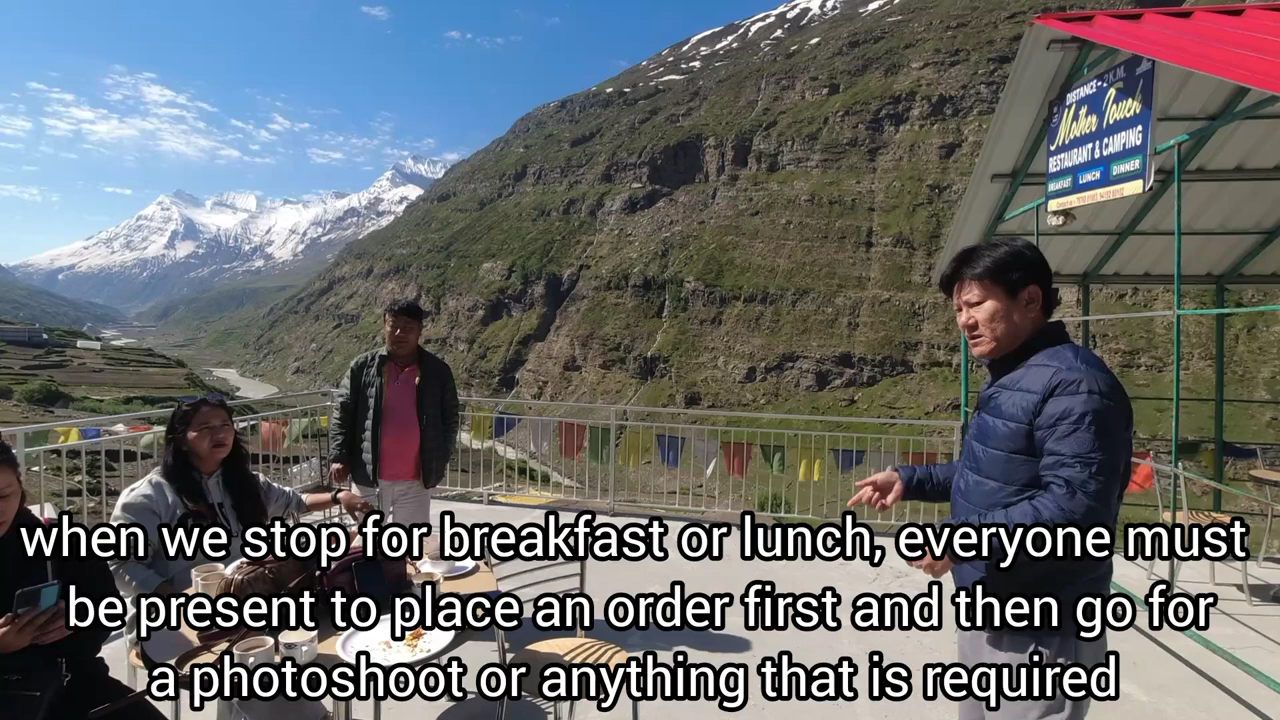 DISTANCE - 2 K.M.
Mother Touch
RESTAURANT & CAMPING
BREAKFAST LUNCH DINNER
when we stop for breakfast or lunch, everyone must
be present to place an order first and then go for
a photoshoot or anything that is required